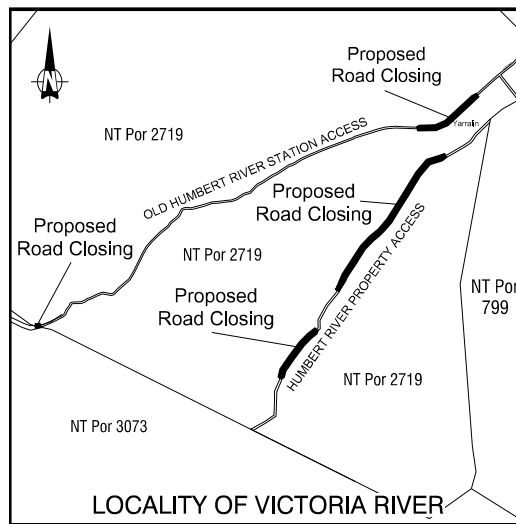 Proposed
Road Closing
N
Yarralin
NT Por 2719
OLD HUMBERT RIVER STATION ACCESS
Proposed
Road Closing
Proposed
Road Closing
NT Por 2719
HUMBERT RIVER PROPERTY ACCESS
NT Por
799
Proposed
Road Closing
NT Por 2719
NT Por 3073
LOCALITY OF VICTORIA RIVER